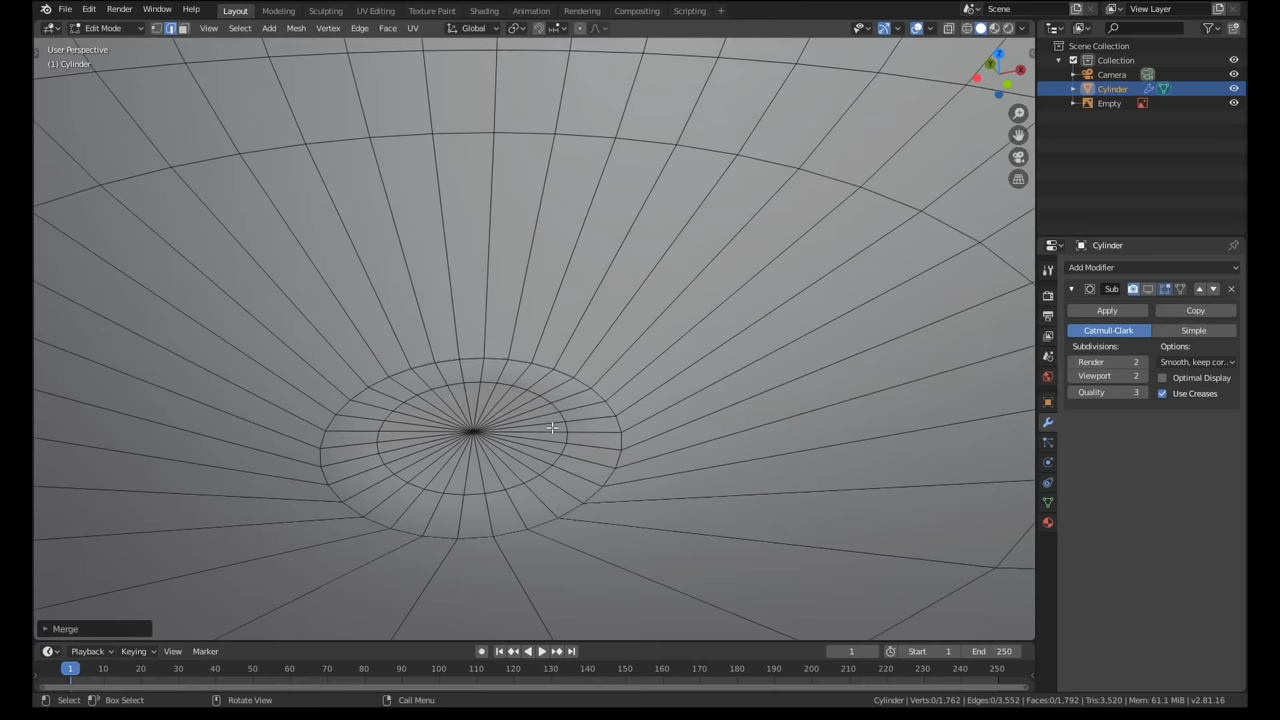 File Edit Render Window Help Layout Modeling Sculpting UV Editing Texture Paint Shading Animation Rendering Compositing Scripting + Scene View Layer
Edit Mode View Select Add Mesh Vertex Edge Face UV Global
User Perspective
(1) Cylinder
Z
Y
X
Scene Collection
Collection
Camera
Cylinder
Empty
Cylinder
Add Modifier
Sub
Apply Copy
Catmull-Clark Simple
Subdivisions: Options:
Render 2 Smooth, keep cor..
Viewport 2 Optimal Display
Quality 3 Use Creases
Merge
Playback Keying View Marker 1 Start 1 End 250
1 10 20 30 40 50 60 70 80 90 100 110 120 130 140 150 160 170 180 190 200 210 220 230 240 250
Select Box Select Rotate View Call Menu Cylinder | Verts:0/1,762 | Edges:0/3,552 | Faces:0/1,792 | Tris:3,520 | Mem: 61.1 MiB | v2.81.16